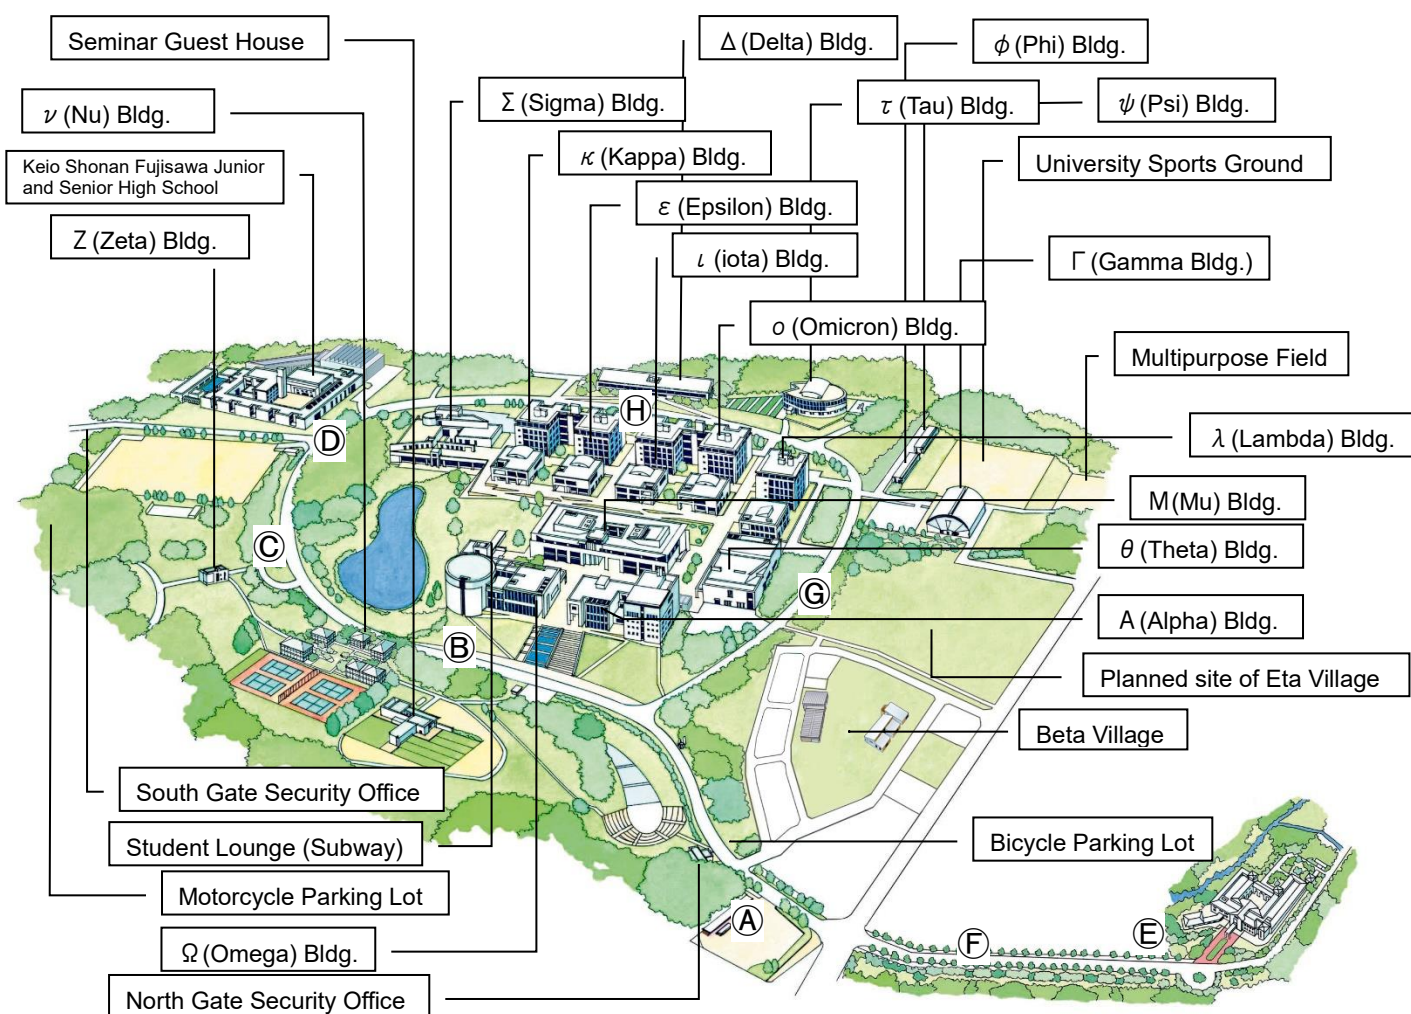 Seminar Guest House
Δ (Delta) Bldg.
ϕ (Phi) Bldg.
ν (Nu) Bldg.
Σ (Sigma) Bldg.
τ (Tau) Bldg.
ψ (Psi) Bldg.
κ (Kappa) Bldg.
Keio Shonan Fujisawa Junior
and Senior High School
University Sports Ground
ε (Epsilon) Bldg.
Ζ (Zeta) Bldg.
ι (iota) Bldg.
Γ (Gamma Bldg.)
ο (Omicron) Bldg.
Multipurpose Field
Ⓗ
Ⓓ
λ (Lambda) Bldg.
Μ (Mu) Bldg.
Ⓒ
θ (Theta) Bldg.
Ⓖ
Α (Alpha) Bldg.
Ⓑ
Planned site of Eta Village
Beta Village
South Gate Security Office
Student Lounge (Subway)
Bicycle Parking Lot
Motorcycle Parking Lot
Ⓐ
Ⓔ
Ⓕ
Ω (Omega) Bldg.
North Gate Security Office